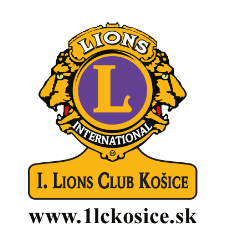 LIONS
L
INTERNATIONAL
®
I. LIONS CLUB KOŠICE
www.1lckosice.sk